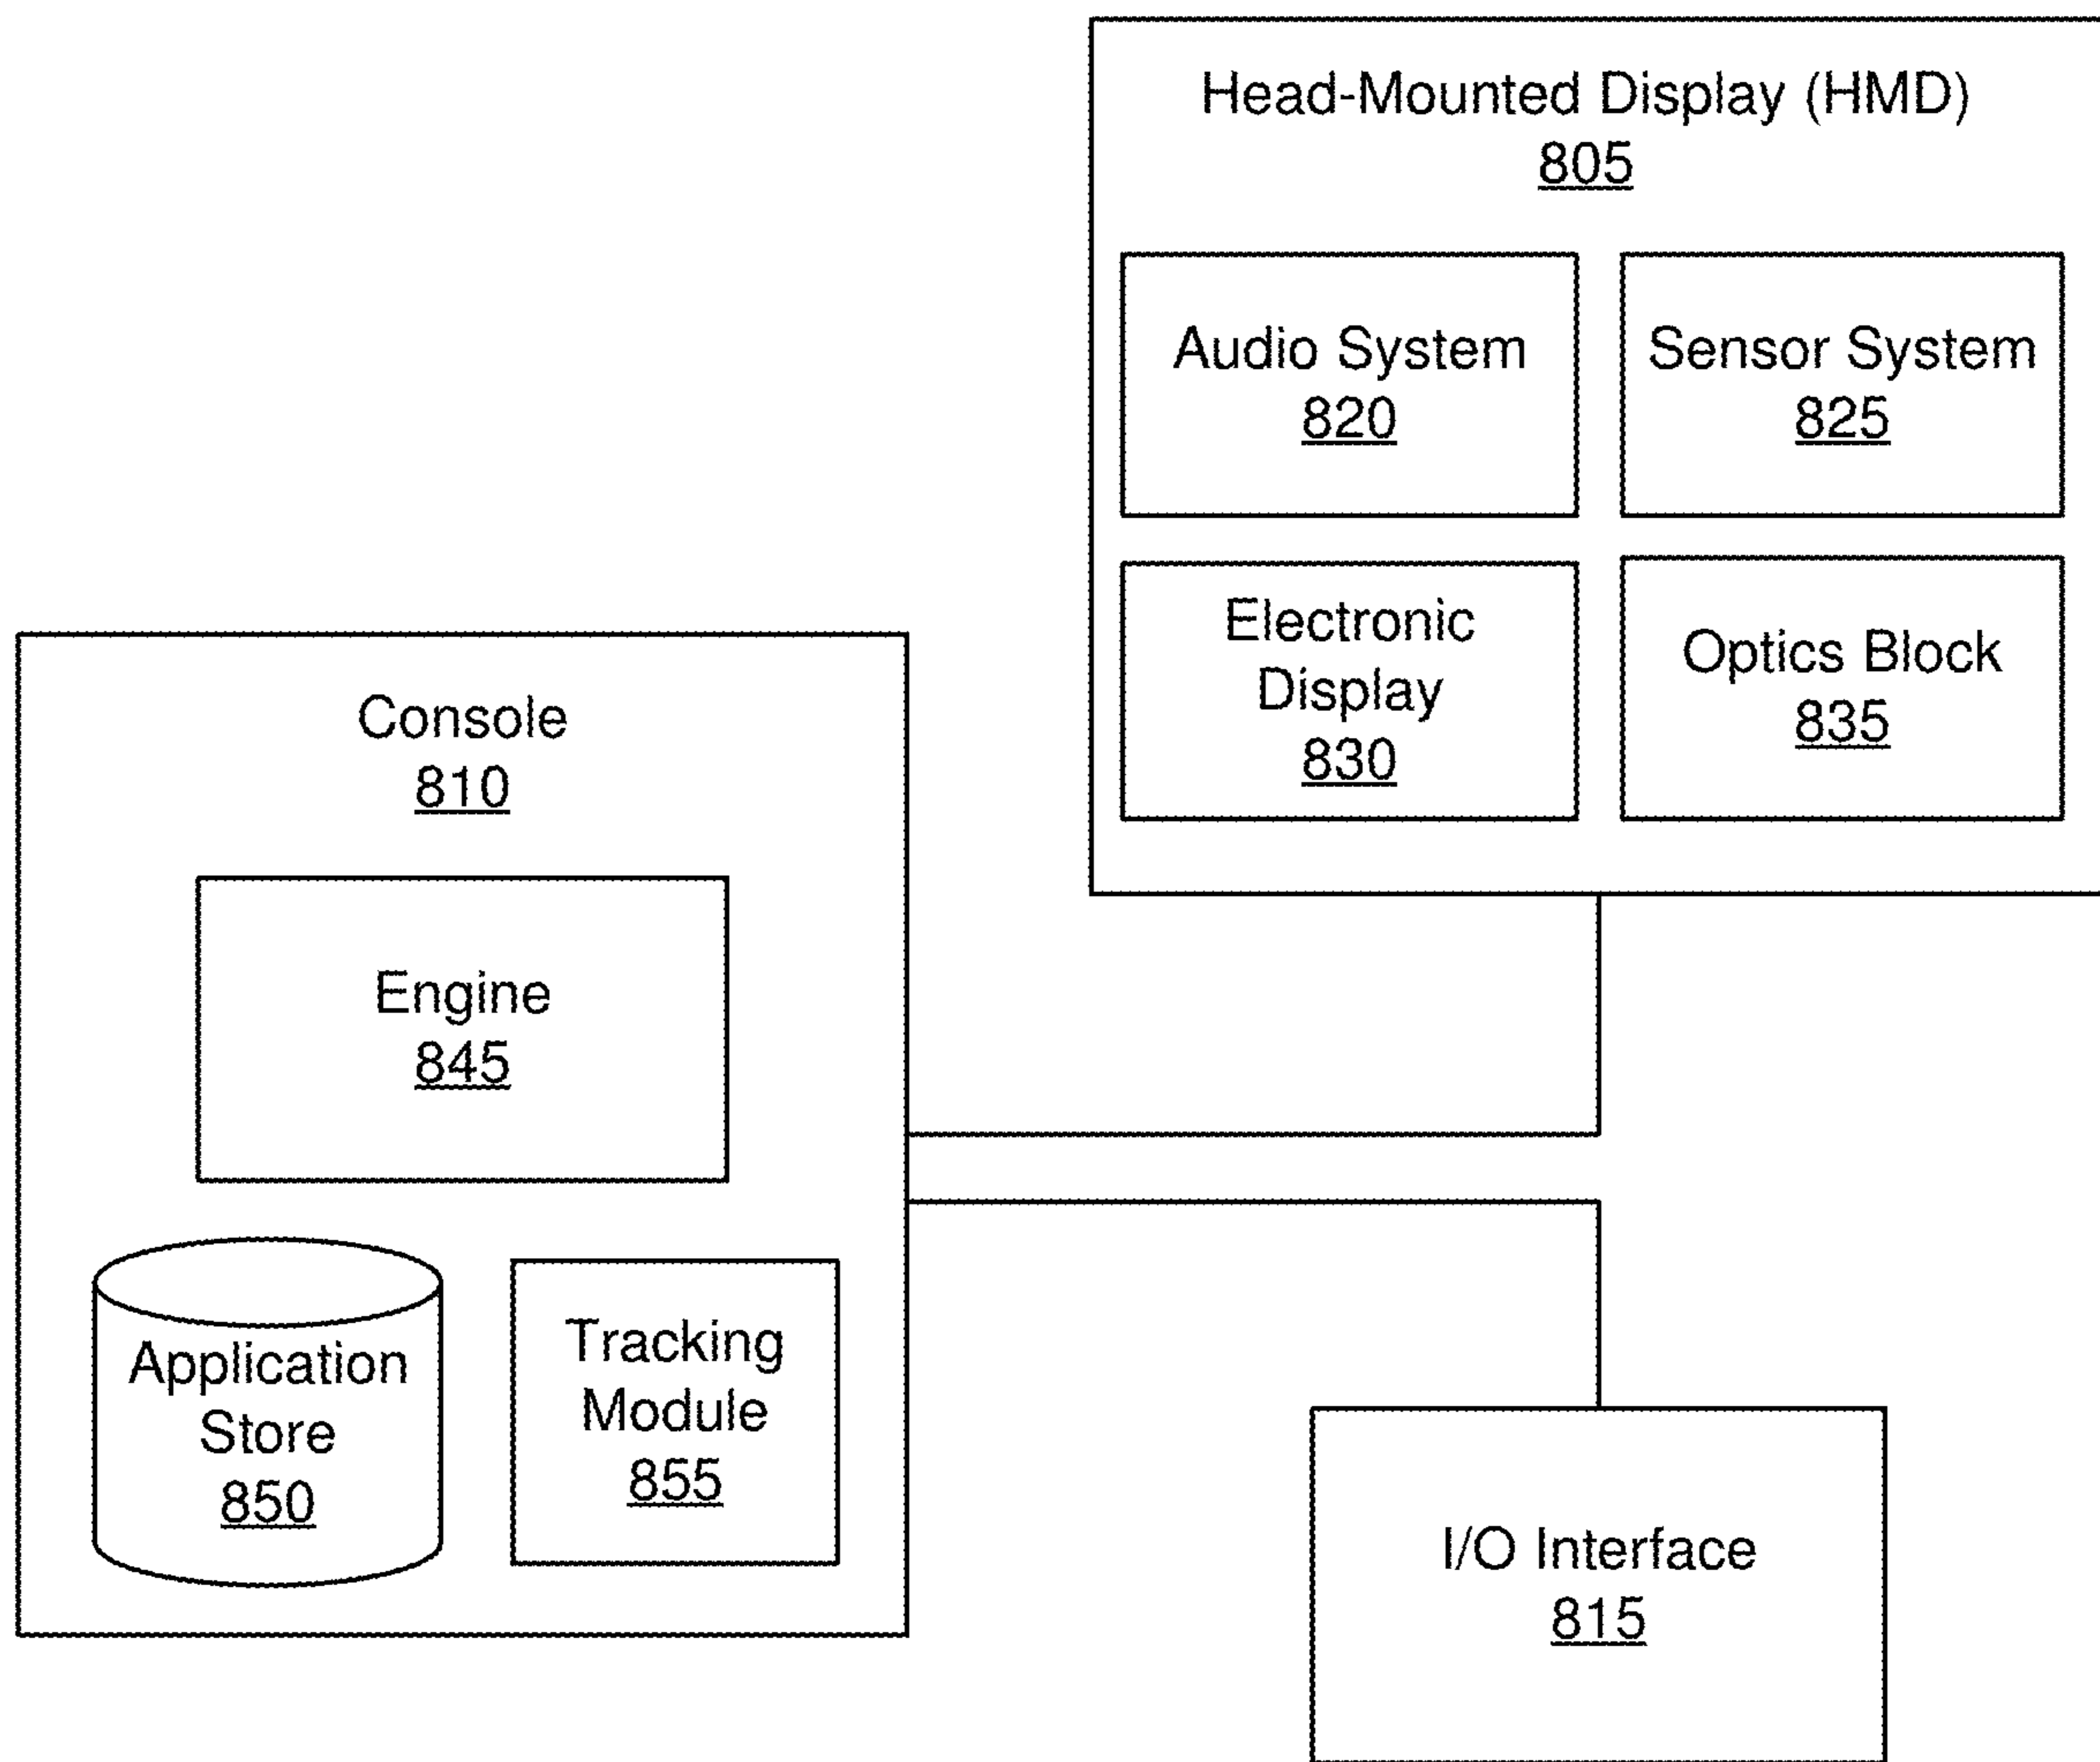 Head-Mounted Display (HMD)
805
Audio System
820
Sensor System
825
Electronic
Display
830
Optics Block
835
Console
810
Engine
845
Application
Store
850
Tracking
Module
855
I/O Interface
815